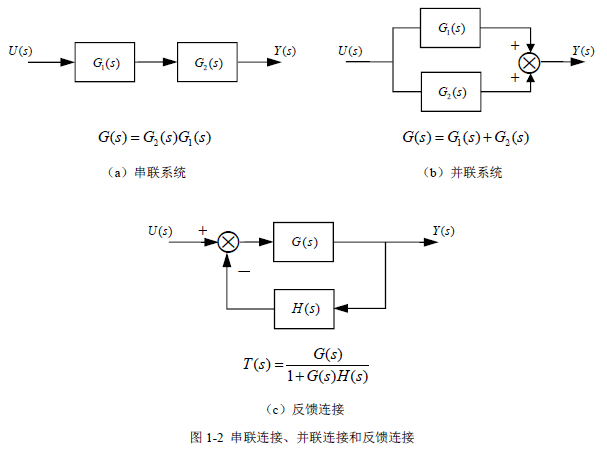 U(s) G₁(s) G₂(s) Y(s)
G(s) = G₂(s)G₁(s)
（a）串联系统
G₁(s)
U(s) + Y(s)
+
G₂(s)
G(s) = G₁(s) + G₂(s)
（b）并联系统
U(s) + G(s) Y(s)
—
H(s)
T(s) = G(s) / 1+G(s)H(s)
（c）反馈连接
图 1-2 串联连接、并联连接和反馈连接